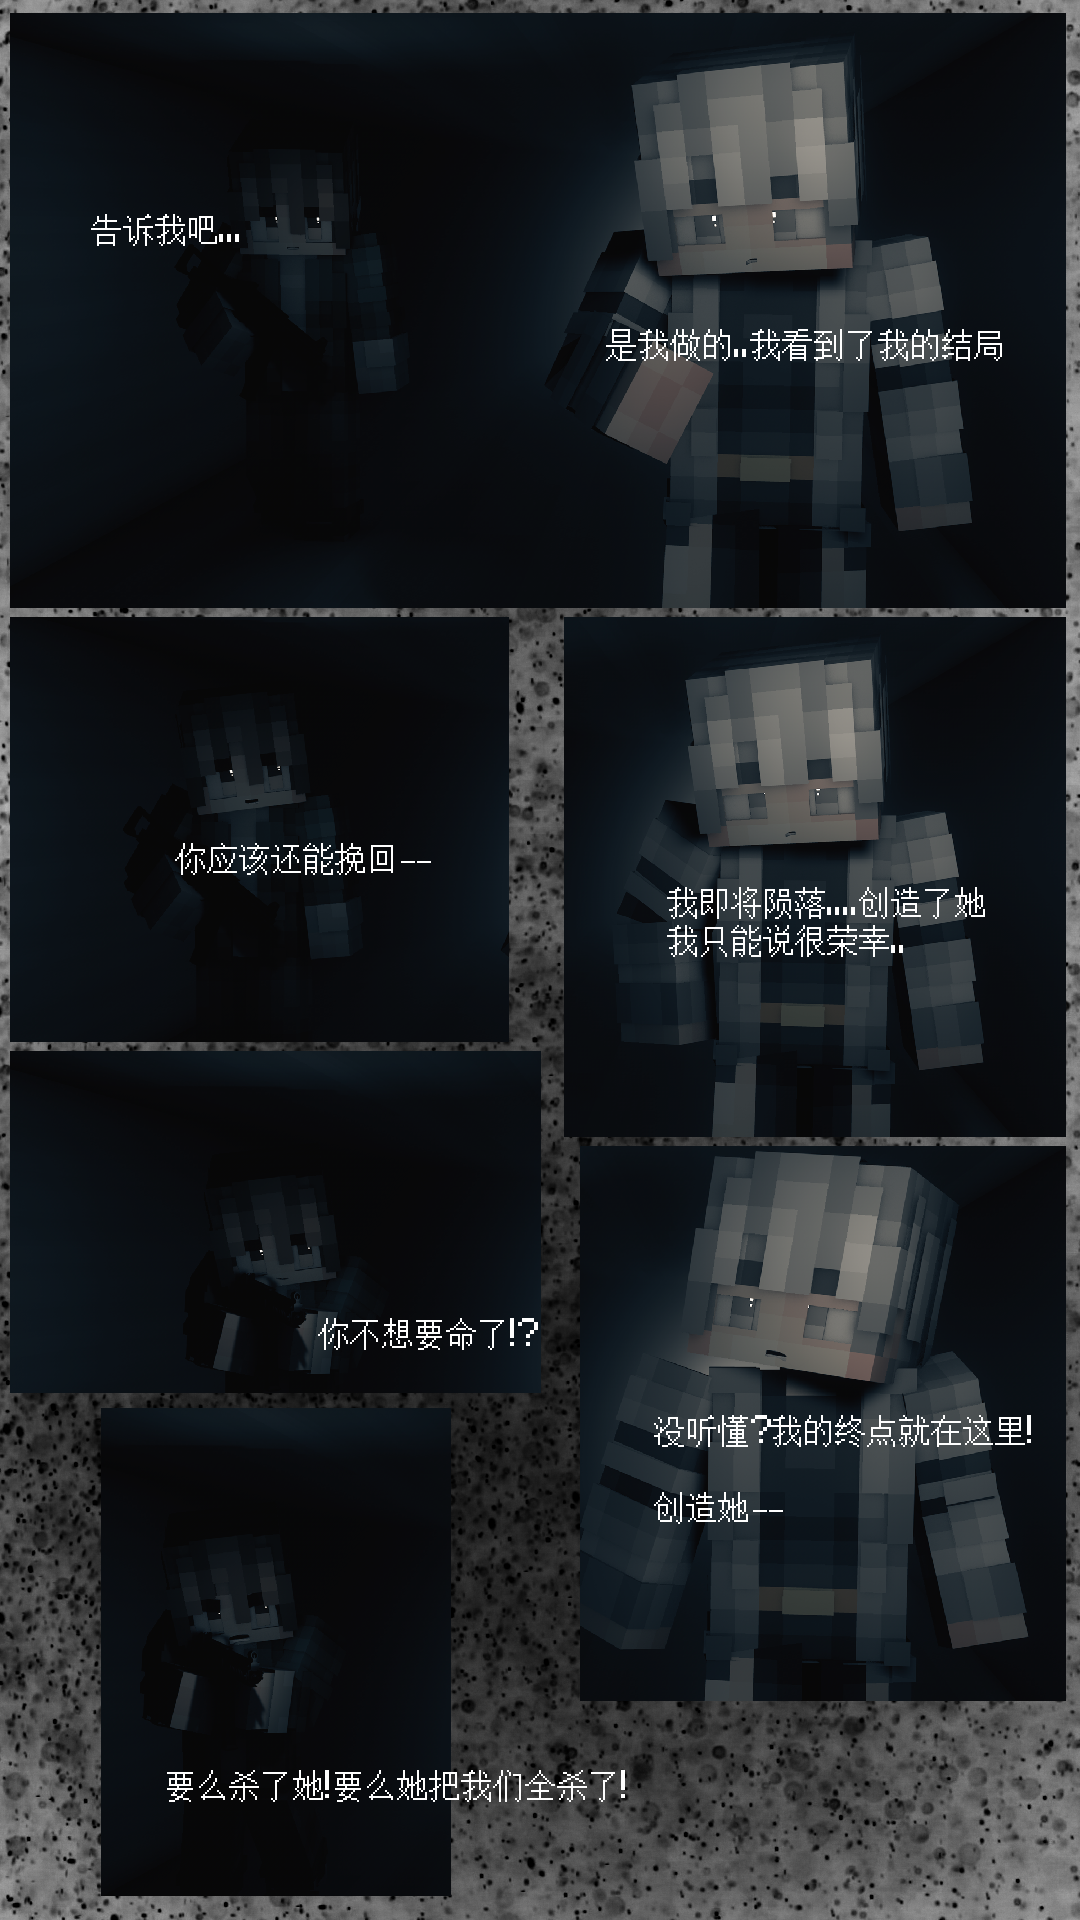 告诉我吧...
是我做的..我看到了我的结局
你应该还能挽回--
我即将陨落....创造了她
我只能说很荣幸..
你不想要命了!?
没听懂?我的终点就在这里!
创造她--
要么杀了她!要么她把我们全杀了!